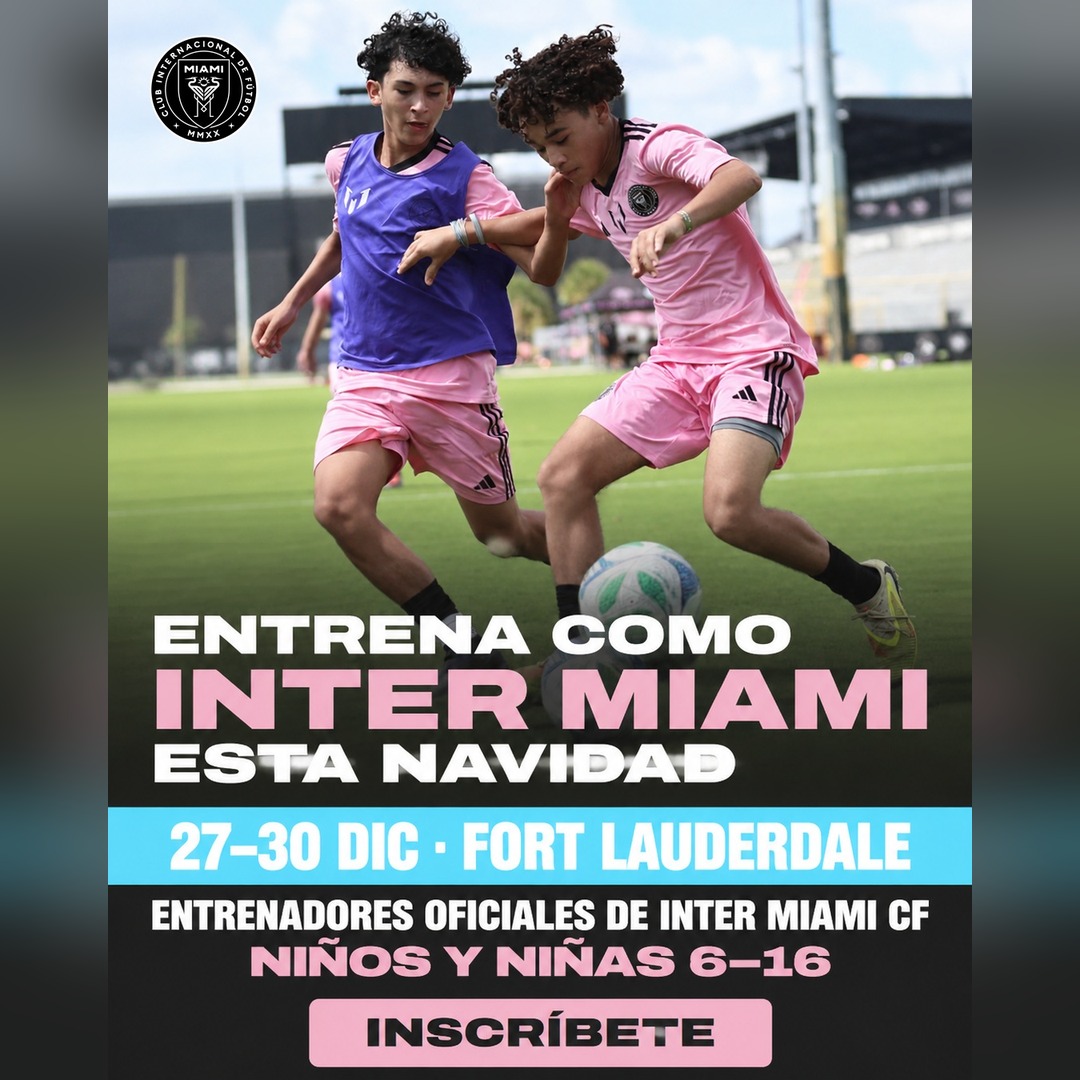 CLUB INTERNACIONAL DE FÚTBOL
MIAMI
MMXX
ENTRENA COMO
INTER MIAMI
ESTA NAVIDAD
27–30 DIC · FORT LAUDERDALE
ENTRENADORES OFICIALES DE INTER MIAMI CF
NIÑOS Y NIÑAS 6–16
INSCRÍBETE